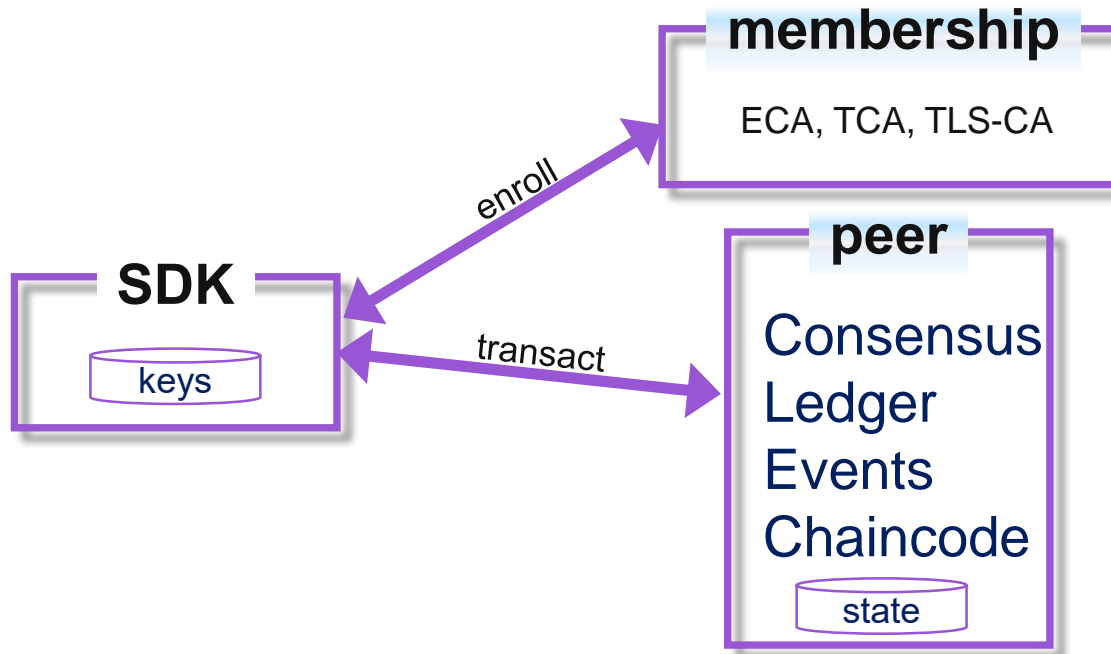 membership
ECA, TCA, TLS-CA
enroll
peer
SDK
keys
transact
Consensus
Ledger
Events
Chaincode
state